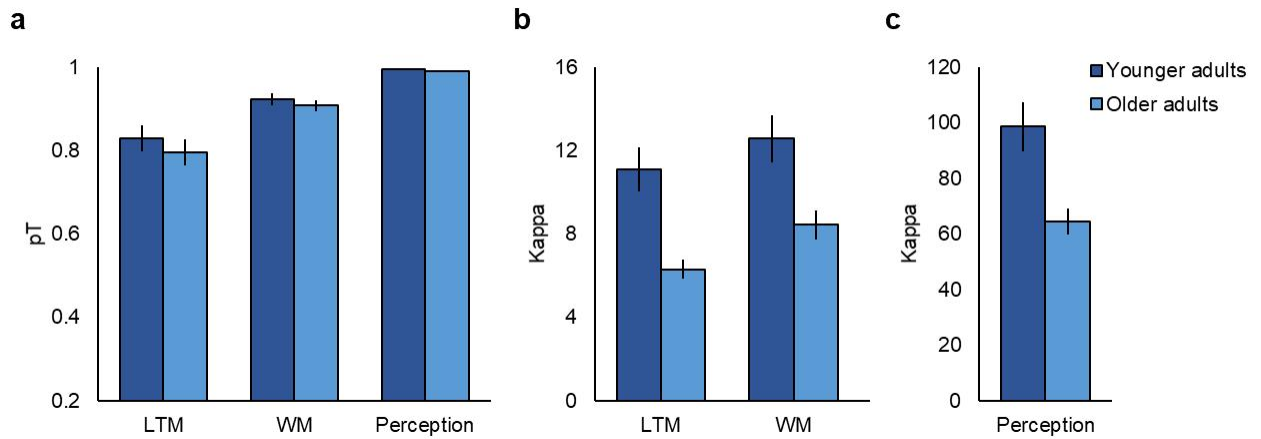 a
1
0.8
0.6
0.4
0.2
pT
LTM WM Perception
b
16
12
8
4
0
Kappa
LTM WM
c
120
100
80
60
40
20
0
Kappa
Perception
Younger adults
Older adults